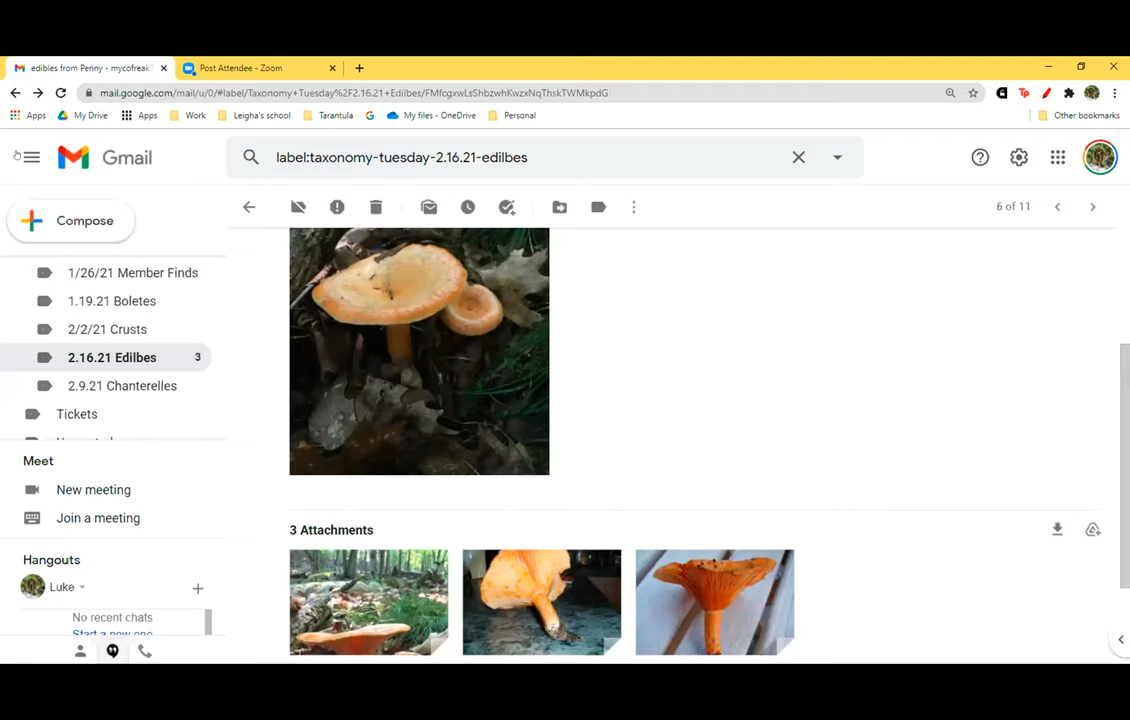 edibles from Penny - mycofreak
Post Attendee - Zoom
mail.google.com/mail/u/0/#label/Taxonomy+Tuesday%2F2.16.21+Edilbes/FMfcgxwLsShbzwhKwzxNqThskTWMkpdG
Apps
My Drive
Apps
Work
Leigha's school
Tarantula
My files - OneDrive
Personal
Other bookmarks
Gmail
label:taxonomy-tuesday-2.16.21-edilbes
Compose
6 of 11
1/26/21 Member Finds
1.19.21 Boletes
2/2/21 Crusts
2.16.21 Edilbes 3
2.9.21 Chanterelles
Tickets
Meet
New meeting
Join a meeting
3 Attachments
Hangouts
Luke
No recent chats
Start a new one